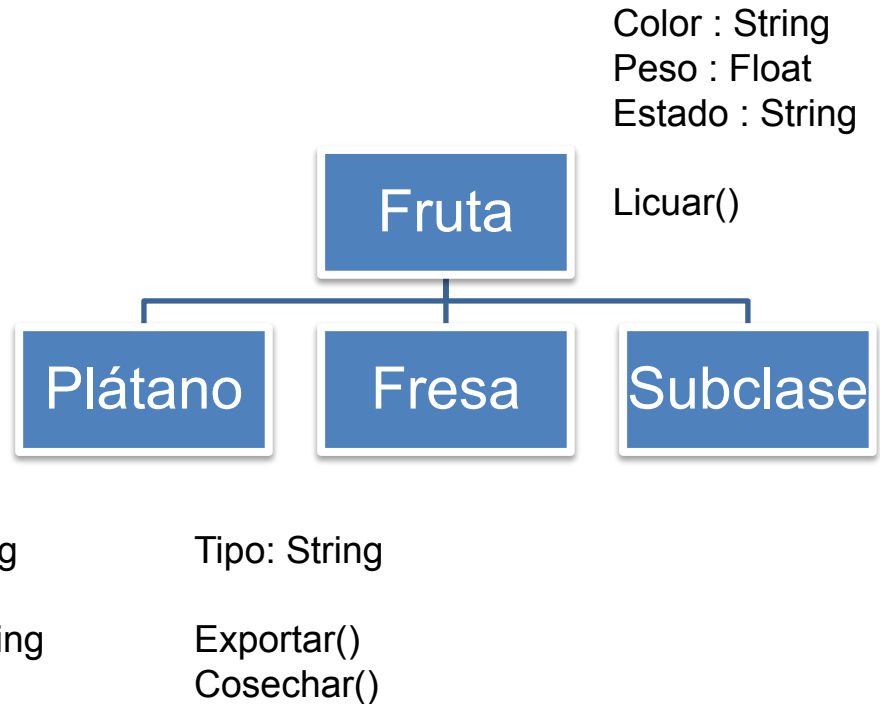 Color : String
Peso : Float
Estado : String
Licuar()
Fruta
Plátano
Fresa
Subclase
Tipo: String
Exportar()
Cosechar()